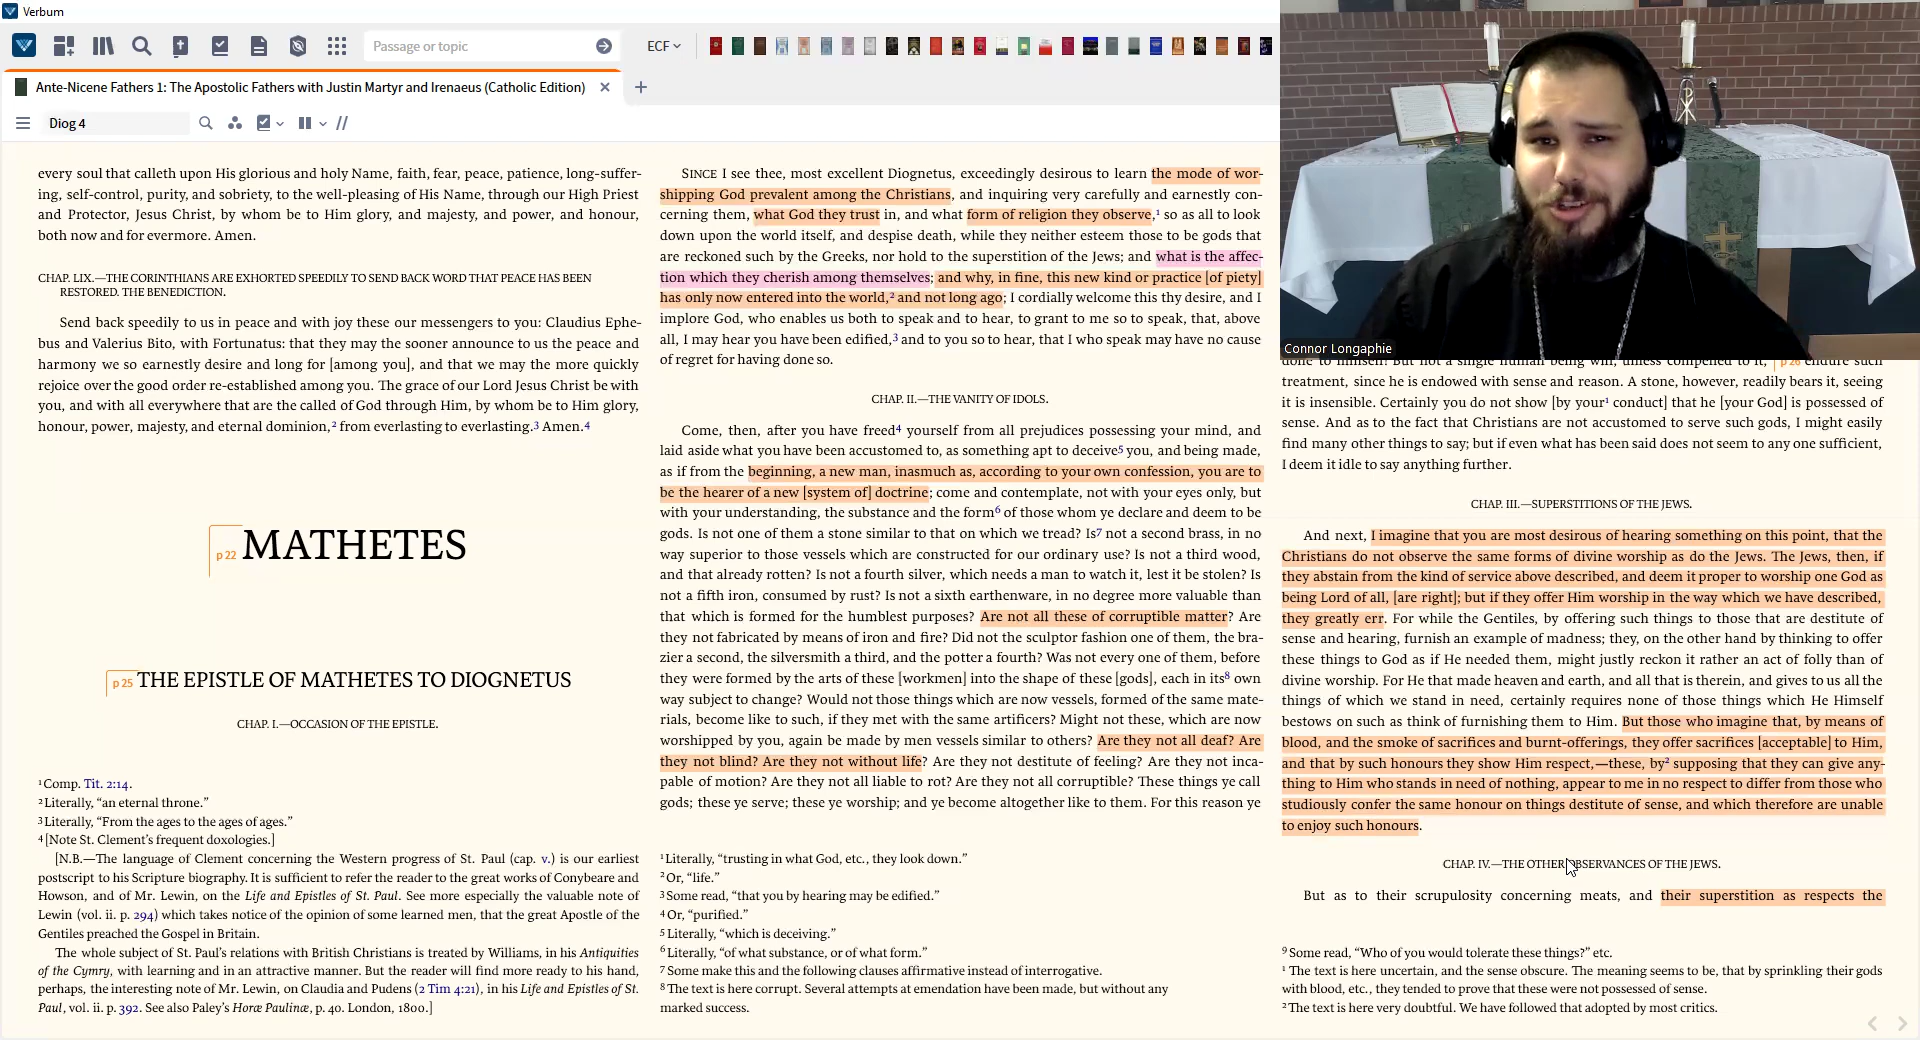 Verbum
Passage or topic
ECF
Ante-Nicene Fathers 1: The Apostolic Fathers with Justin Martyr and Irenaeus (Catholic Edition)
Diog 4
every soul that calleth upon His glorious and holy Name, faith, fear, peace, patience, long-suffer-
ing, self-control, purity, and sobriety, to the well-pleasing of His Name, through our High Priest
and Protector, Jesus Christ, by whom be to Him glory, and majesty, and power, and honour,
both now and for evermore. Amen.
CHAP. LIX.—THE CORINTHIANS ARE EXHORTED SPEEDILY TO SEND BACK WORD THAT PEACE HAS BEEN
RESTORED. THE BENEDICTION.
Send back speedily to us in peace and with joy these our messengers to you: Claudius Ephe-
bus and Valerius Bito, with Fortunatus: that they may the sooner announce to us the peace and
harmony we so earnestly desire and long for [among you], and that we may the more quickly
rejoice over the good order re-established among you. The grace of our Lord Jesus Christ be with
you, and with all everywhere that are the called of God through Him, by whom be to Him glory,
honour, power, majesty, and eternal dominion,² from everlasting to everlasting.³ Amen.⁴
p 22 MATHETES
p 25 THE EPISTLE OF MATHETES TO DIOGNETUS
CHAP. I.—OCCASION OF THE EPISTLE.
¹ Comp. Tit. 2:14.
² Literally, “an eternal throne.”
³ Literally, “From the ages to the ages of ages.”
⁴ [Note St. Clement’s frequent doxologies.]
[N.B.—The language of Clement concerning the Western progress of St. Paul (cap. v.) is our earliest
postscript to his Scripture biography. It is sufficient to refer the reader to the great works of Conybeare and
Howson, and of Mr. Lewin, on the Life and Epistles of St. Paul. See more especially the valuable note of
Lewin (vol. ii. p. 294) which takes notice of the opinion of some learned men, that the great Apostle of the
Gentiles preached the Gospel in Britain.
The whole subject of St. Paul’s relations with British Christians is treated by Williams, in his Antiquities
of the Cymry, with learning and in an attractive manner. But the reader will find more ready to his hand,
perhaps, the interesting note of Mr. Lewin, on Claudia and Pudens (2 Tim 4:21), in his Life and Epistles of St.
Paul, vol. ii. p. 392. See also Paley’s Horæ Paulinæ, p. 40. London, 1800.]
SINCE I see thee, most excellent Diognetus, exceedingly desirous to learn the mode of wor-
shipping God prevalent among the Christians, and inquiring very carefully and earnestly con-
cerning them, what God they trust in, and what form of religion they observe,¹ so as all to look
down upon the world itself, and despise death, while they neither esteem those to be gods that
are reckoned such by the Greeks, nor hold to the superstition of the Jews; and what is the affec-
tion which they cherish among themselves; and why, in fine, this new kind or practice [of piety]
has only now entered into the world,² and not long ago; I cordially welcome this thy desire, and I
implore God, who enables us both to speak and to hear, to grant to me so to speak, that, above
all, I may hear you have been edified,³ and to you so to hear, that I who speak may have no cause
of regret for having done so.
CHAP. II.—THE VANITY OF IDOLS.
Come, then, after you have freed⁴ yourself from all prejudices possessing your mind, and
laid aside what you have been accustomed to, as something apt to deceive⁵ you, and being made,
as if from the beginning, a new man, inasmuch as, according to your own confession, you are to
be the hearer of a new [system of] doctrine; come and contemplate, not with your eyes only, but
with your understanding, the substance and the form⁶ of those whom ye declare and deem to be
gods. Is not one of them a stone similar to that on which we tread? Is⁷ not a second brass, in no
way superior to those vessels which are constructed for our ordinary use? Is not a third wood,
and that already rotten? Is not a fourth silver, which needs a man to watch it, lest it be stolen? Is
not a fifth iron, consumed by rust? Is not a sixth earthenware, in no degree more valuable than
that which is formed for the humblest purposes? Are not all these of corruptible matter? Are
they not fabricated by means of iron and fire? Did not the sculptor fashion one of them, the bra-
zier a second, the silversmith a third, and the potter a fourth? Was not every one of them, before
they were formed by the arts of these [workmen] into the shape of these [gods], each in its⁸ own
way subject to change? Would not those things which are now vessels, formed of the same mate-
rials, become like to such, if they met with the same artificers? Might not these, which are now
worshipped by you, again be made by men vessels similar to others? Are they not all deaf? Are
they not blind? Are they not without life? Are they not destitute of feeling? Are they not inca-
pable of motion? Are they not all liable to rot? Are they not all corruptible? These things ye call
gods; these ye serve; these ye worship; and ye become altogether like to them. For this reason ye
¹ Literally, “trusting in what God, etc., they look down.”
² Or, “life.”
³ Some read, “that you by hearing may be edified.”
⁴ Or, “purified.”
⁵ Literally, “which is deceiving.”
⁶ Literally, “of what substance, or of what form.”
⁷ Some make this and the following clauses affirmative instead of interrogative.
⁸ The text is here corrupt. Several attempts at emendation have been made, but without any
marked success.
Connor Longaphie
done to himself. But not a single human being will, unless compelled to it, p 26 endure such
treatment, since he is endowed with sense and reason. A stone, however, readily bears it, seeing
it is insensible. Certainly you do not show [by your¹ conduct] that he [your God] is possessed of
sense. And as to the fact that Christians are not accustomed to serve such gods, I might easily
find many other things to say; but if even what has been said does not seem to any one sufficient,
I deem it idle to say anything further.
CHAP. III.—SUPERSTITIONS OF THE JEWS.
And next, I imagine that you are most desirous of hearing something on this point, that the
Christians do not observe the same forms of divine worship as do the Jews. The Jews, then, if
they abstain from the kind of service above described, and deem it proper to worship one God as
being Lord of all, [are right]; but if they offer Him worship in the way which we have described,
they greatly err. For while the Gentiles, by offering such things to those that are destitute of
sense and hearing, furnish an example of madness; they, on the other hand by thinking to offer
these things to God as if He needed them, might justly reckon it rather an act of folly than of
divine worship. For He that made heaven and earth, and all that is therein, and gives to us all the
things of which we stand in need, certainly requires none of those things which He Himself
bestows on such as think of furnishing them to Him. But those who imagine that, by means of
blood, and the smoke of sacrifices and burnt-offerings, they offer sacrifices [acceptable] to Him,
and that by such honours they show Him respect,—these, by² supposing that they can give any-
thing to Him who stands in need of nothing, appear to me in no respect to differ from those who
studiously confer the same honour on things destitute of sense, and which therefore are unable
to enjoy such honours.
CHAP. IV.—THE OTHER OBSERVANCES OF THE JEWS.
But as to their scrupulosity concerning meats, and their superstition as respects the
⁹ Some read, “Who of you would tolerate these things?” etc.
¹ The text is here uncertain, and the sense obscure. The meaning seems to be, that by sprinkling their gods
with blood, etc., they tended to prove that these were not possessed of sense.
² The text is here very doubtful. We have followed that adopted by most critics.